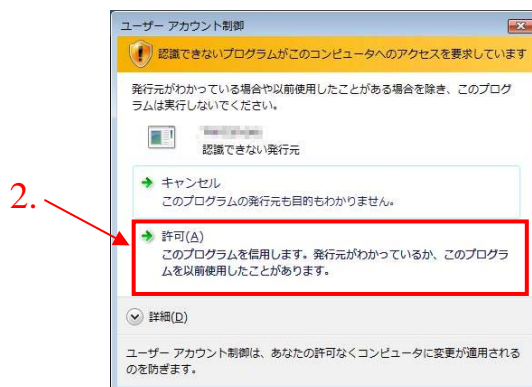 ユーザー アカウント制御
認識できないプログラムがこのコンピュータへのアクセスを要求しています
発行元がわかっている場合や以前使用したことがある場合を除き、このプログ
ラムは実行しないでください。
認識できない発行元
キャンセル
このプログラムの発行元も目的もわかりません。
2.
許可(A)
このプログラムを信用します。発行元がわかっているか、このプログラ
ムを以前使用したことがあります。
詳細(D)
ユーザー アカウント制御は、あなたの許可なくコンピュータに変更が適用される
のを防ぎます。